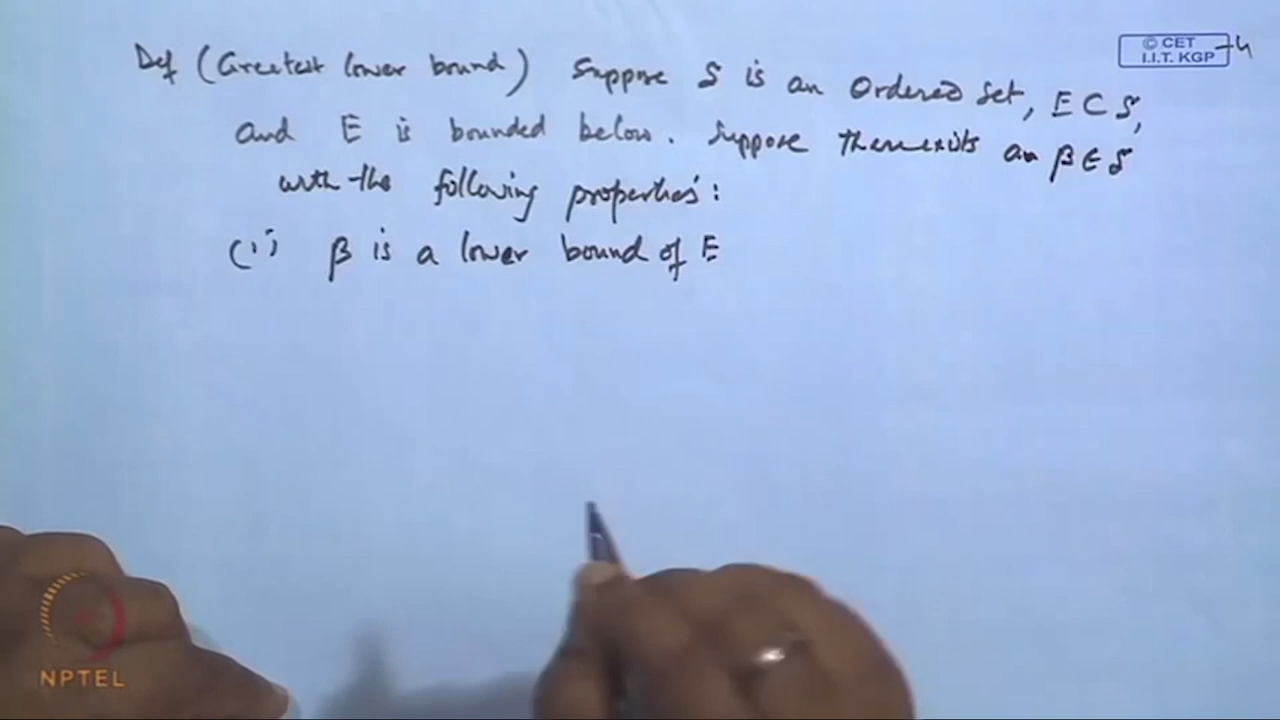 Def (Greatest lower bound) Suppose S is an Ordered set, E ⊂ S,
and E is bounded below. Suppose there exists an β ∈ S
with the following properties:
(i) β is a lower bound of E
© CET
I.I.T. KGP
NPTEL